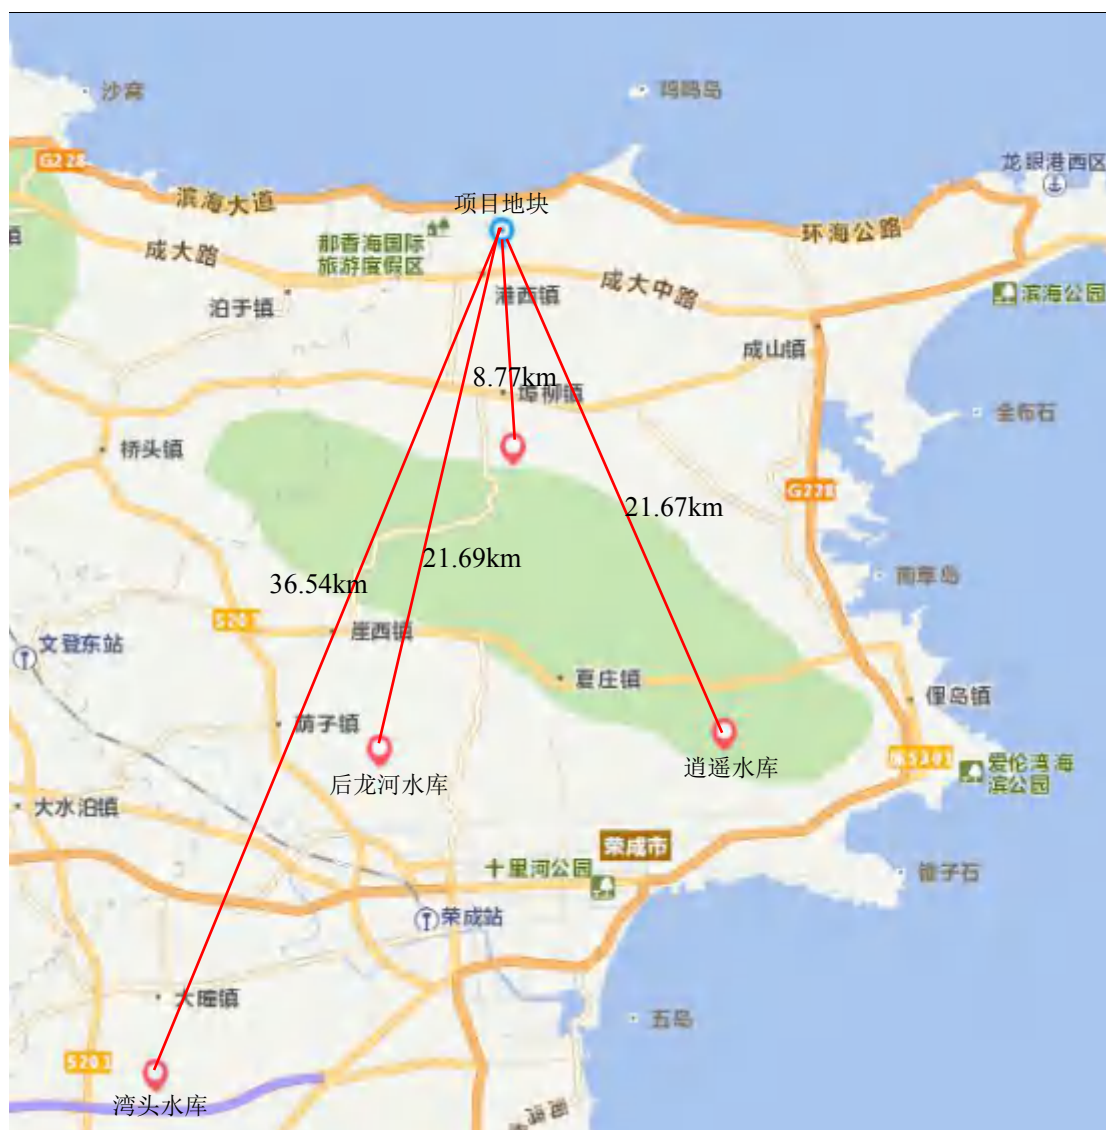 沙窝
鸡鸣岛
G228
龙眼港西区
滨海大道
项目地块
环海公路
成大路
那香海国际
旅游度假区
港西镇
成大中路
滨海公园
泊于镇
成山镇
8.77km
埠柳镇
金布石
桥头镇
G228
21.67km
21.69km
36.54km
南草岛
崖西镇
文登东站
夏庄镇
俚岛镇
荫子镇
后龙河水库
逍遥水库
爱伦湾海
滨公园
大水泊镇
荣成市
十里河公园
锥子石
荣成站
大疃镇
五岛
S201
湾头水库